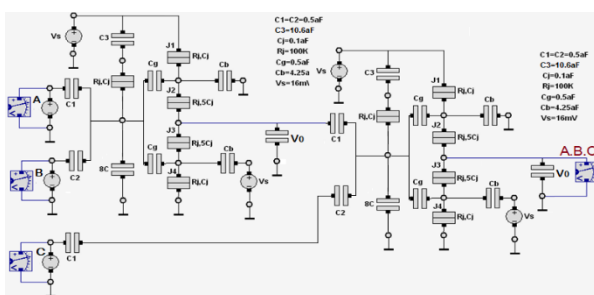 Vs
C3
J1
Rj,Cj
C1=C2=0.5aF
C3=10.6aF
Cj=0.1aF
Rj=100K
Cg=0.5aF
Cb=4.25a
Vs=16mV
A
C1
Rj,Cj
Cg
Cb
J2
Rj,5Cj
J3
Rj,5Cj
V0
B
C2
8C
Cg
Cb
J4
Rj,Cj
Vs
C
C1
Vs
C3
J1
Rj,Cj
C1=C2=0.5aF
C3=10.6aF
Cj=0.1aF
Rj=100K
Cg=0.5aF
Cb=4.25a
Vs=16mV
C1
Rj,Cj
Cg
Cb
J2
Rj,5Cj
J3
Rj,5Cj
A.B.C
V0
C2
8C
Cg
Cb
J4
Rj,Cj
Vs